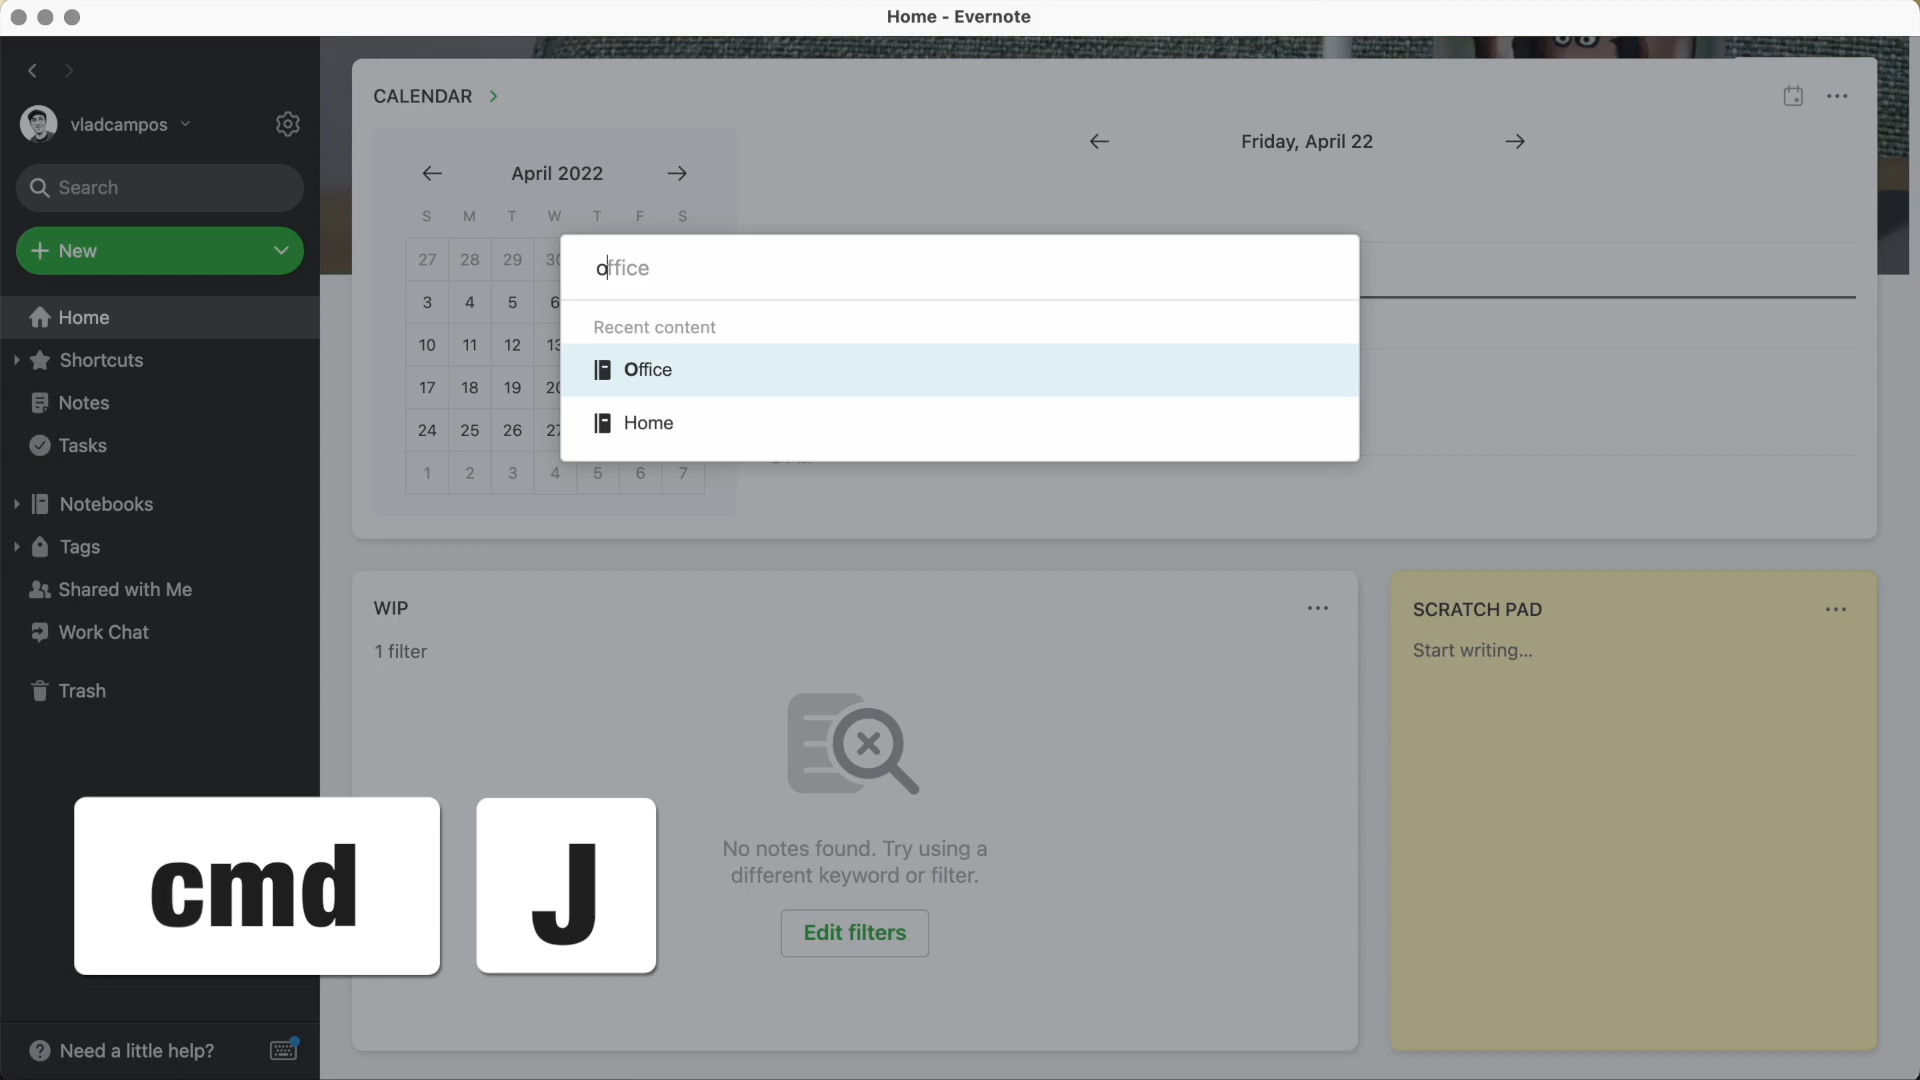 Home - Evernote
vladcampos
Search
New
Home
Shortcuts
Notes
Tasks
Notebooks
Tags
Shared with Me
Work Chat
Trash
Need a little help?
CALENDAR
April 2022
S M T W T F S
27 28 29
3 4 5 6
10 11 12
17 18 19
24 25 26
1 2 3 4 5 6 7
Friday, April 22
office
Recent content
Office
Home
WIP
1 filter
No notes found. Try using a
different keyword or filter.
Edit filters
SCRATCH PAD
Start writing...
cmd J